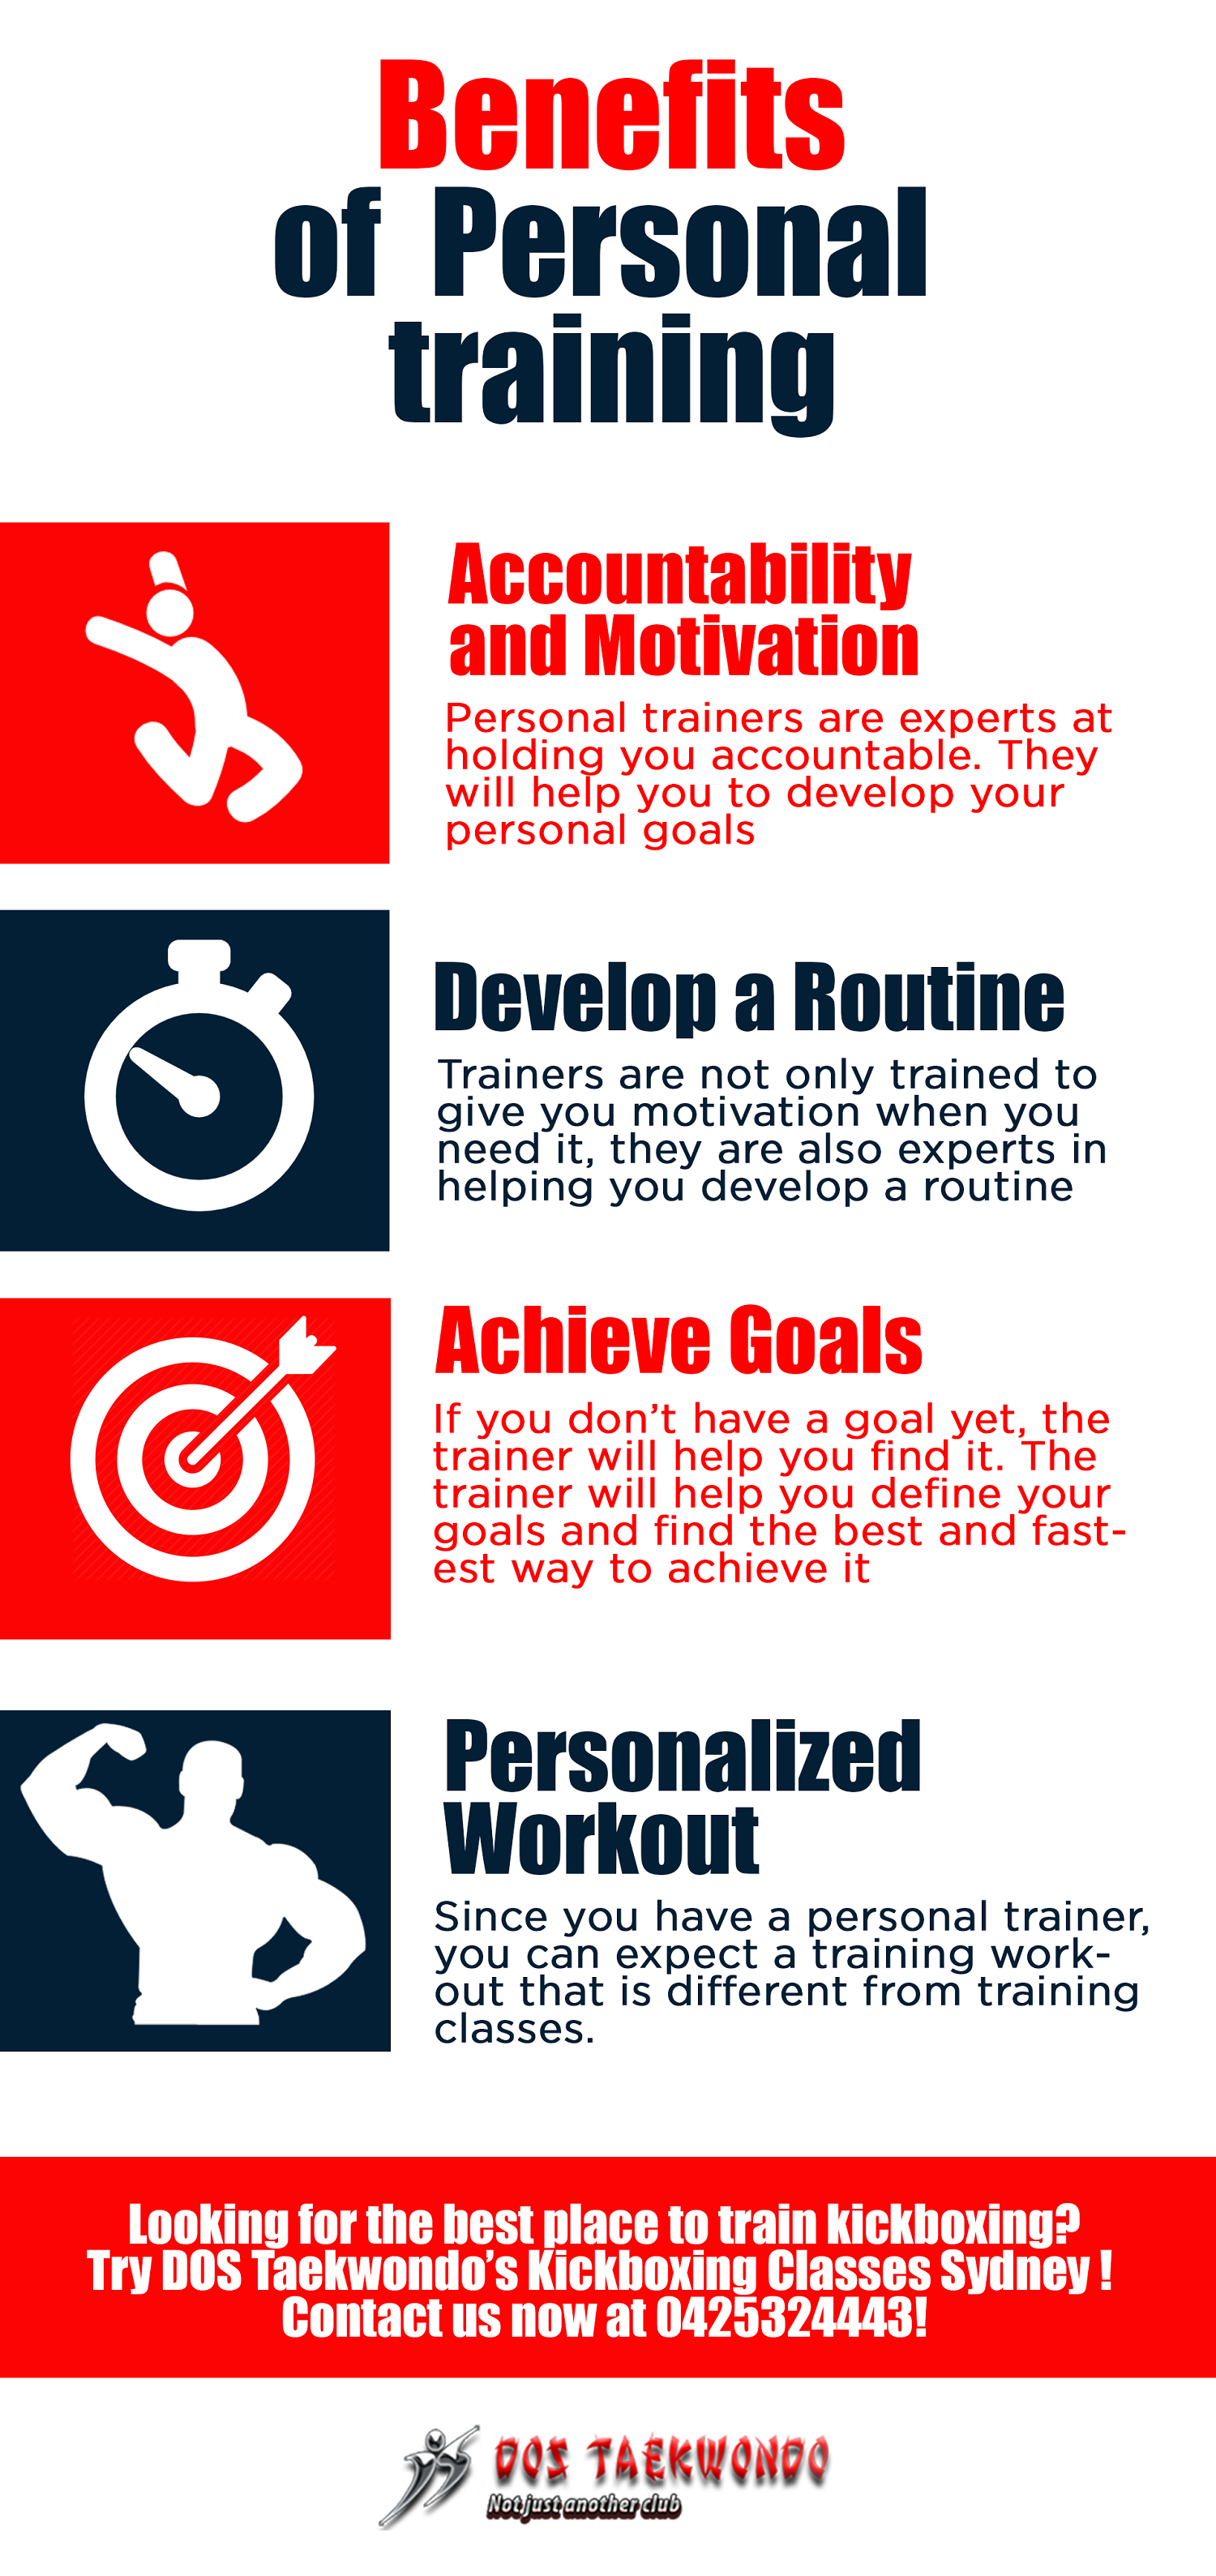 Benefits
of Personal
training
Accountability
and Motivation
Personal trainers are experts at
holding you accountable. They
will help you to develop your
personal goals
Develop a Routine
Trainers are not only trained to
give you motivation when you
need it, they are also experts in
helping you develop a routine
Achieve Goals
If you don’t have a goal yet, the
trainer will help you find it. The
trainer will help you define your
goals and find the best and fast-
est way to achieve it
Personalized
Workout
Since you have a personal trainer,
you can expect a training work-
out that is different from training
classes.
Looking for the best place to train kickboxing?
Try DOS Taekwondo’s Kickboxing Classes Sydney !
Contact us now at 0425324443!
DOS TAEKWONDO
Not just another club